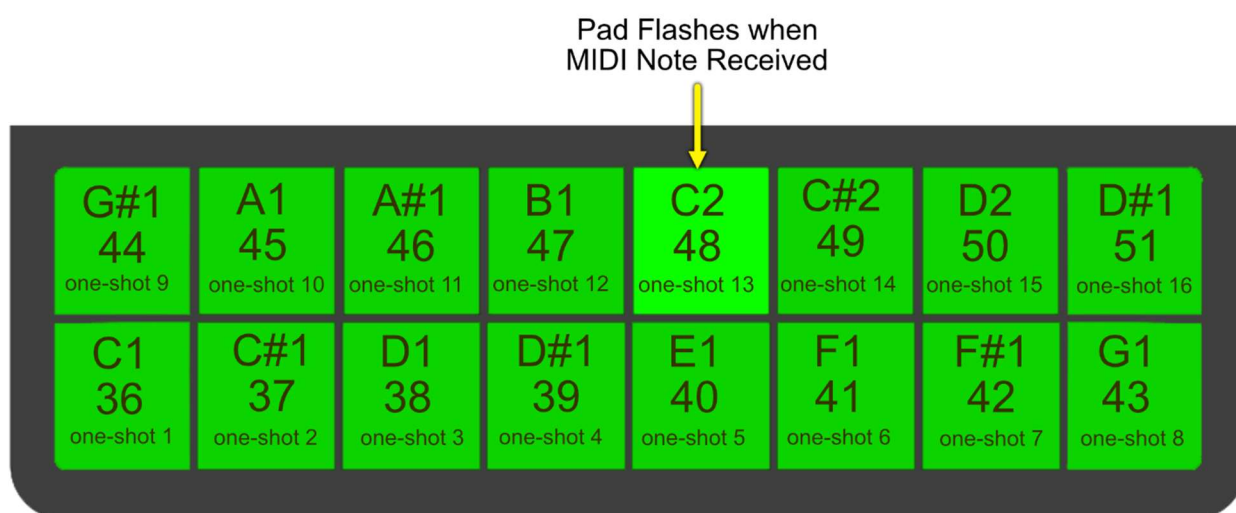 Pad Flashes when
MIDI Note Received
G#1
44
one-shot 9
A1
45
one-shot 10
A#1
46
one-shot 11
B1
47
one-shot 12
C2
48
one-shot 13
C#2
49
one-shot 14
D2
50
one-shot 15
D#1
51
one-shot 16
C1
36
one-shot 1
C#1
37
one-shot 2
D1
38
one-shot 3
D#1
39
one-shot 4
E1
40
one-shot 5
F1
41
one-shot 6
F#1
42
one-shot 7
G1
43
one-shot 8